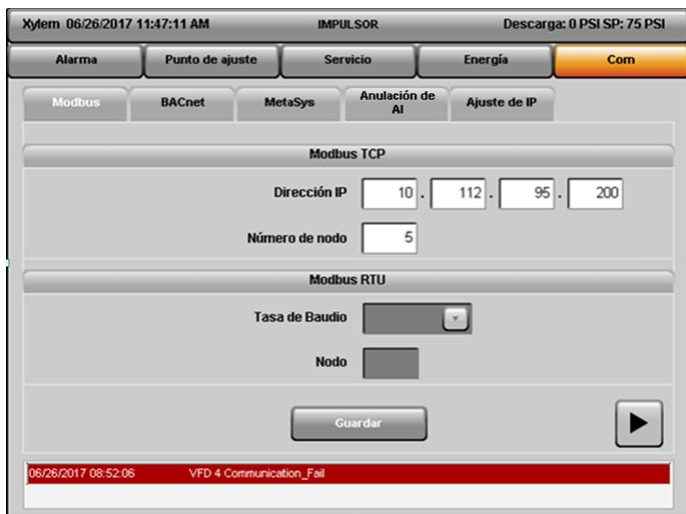 Xylem 06/26/2017 11:47:11 AM IMPULSOR Descarga: 0 PSI SP: 75 PSI
Alarma Punto de ajuste Servicio Energía Com
Modbus BACnet MetaSys Anulación de AI Ajuste de IP
Modbus TCP
Dirección IP 10 . 112 . 95 . 200
Número de nodo 5
Modbus RTU
Tasa de Baudio
Nodo
Guardar
06/26/2017 08:52:06 VFD 4 Communication_Fail